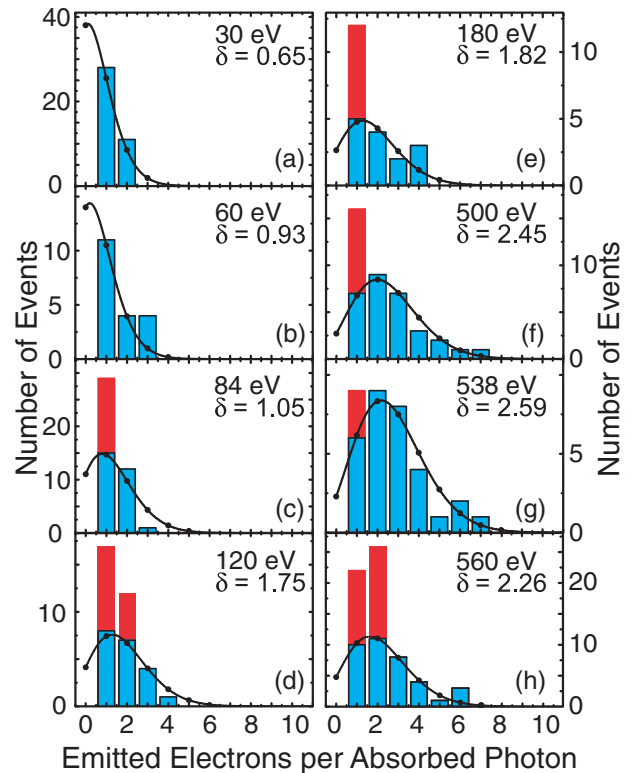 Number of Events
40
20
0
30 eV
δ = 0.65
(a)
10
5
0
60 eV
δ = 0.93
(b)
20
10
0
84 eV
δ = 1.05
(c)
10
0
120 eV
δ = 1.75
(d)
0 2 4 6 8 10
180 eV
δ = 1.82
(e)
10
5
0
500 eV
δ = 2.45
(f)
10
0
538 eV
δ = 2.59
(g)
5
0
560 eV
δ = 2.26
(h)
20
10
0
0 2 4 6 8 10
Number of Events
Emitted Electrons per Absorbed Photon